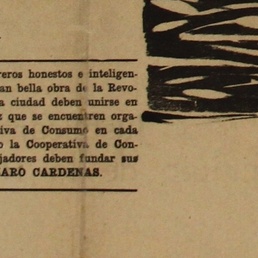 reros honestos e inteligen-
an bella obra de la Revo-
a ciudad deben unirse en
z que se encuentren orga-
tiva de Consumo en cada
o la Cooperativa de Con-
jadores deben fundar sus
ARO CARDENAS.